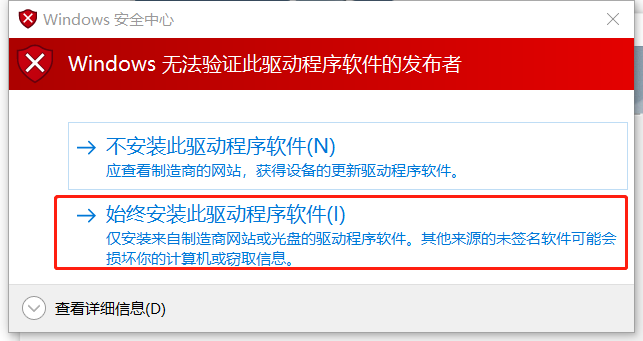 Windows 安全中心
Windows 无法验证此驱动程序软件的发布者
不安装此驱动程序软件(N)
应查看制造商的网站，获得设备的更新驱动程序软件。
始终安装此驱动程序软件(I)
仅安装来自制造商网站或光盘的驱动程序软件。其他来源的未签名软件可能会
损坏你的计算机或窃取信息。
查看详细信息(D)